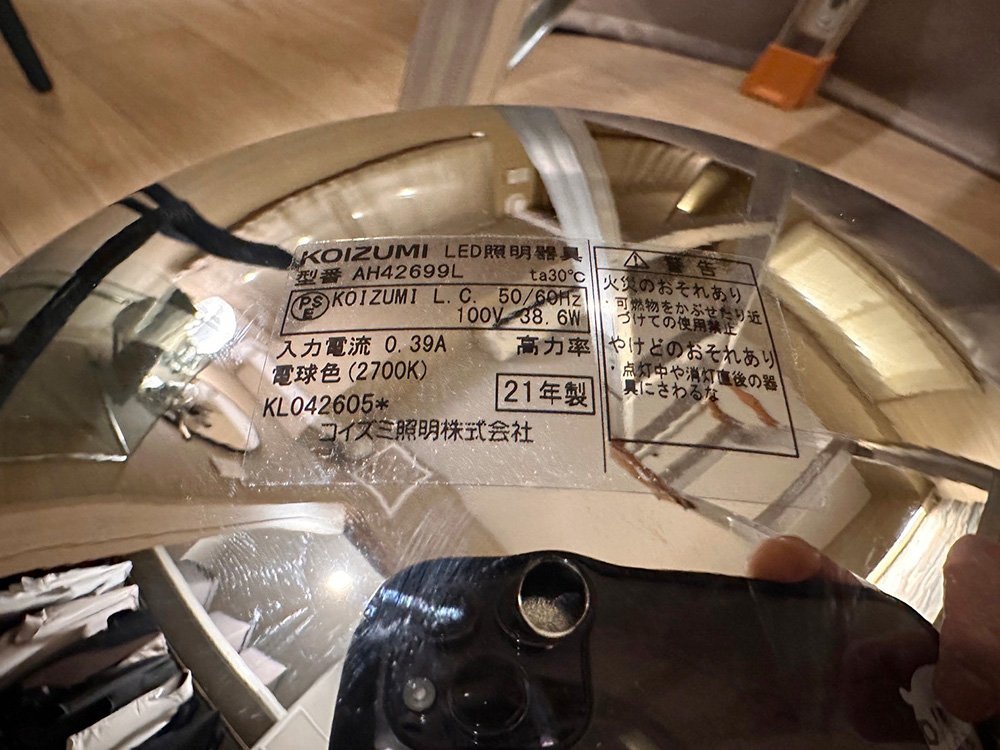 KOIZUMI LED照明器具
型番 AH42699L ta30℃
PSE KOIZUMI L.C. 50/60Hz
100V 38.6W
入力電流 0.39A 高力率
電球色(2700K)
21年製
KL042605*
コイズミ照明株式会社
⚠ 警告
火災のおそれあり
・可燃物をかぶせたり近
づけての使用禁止
やけどのおそれあり
・点灯中や消灯直後の器
具にさわるな